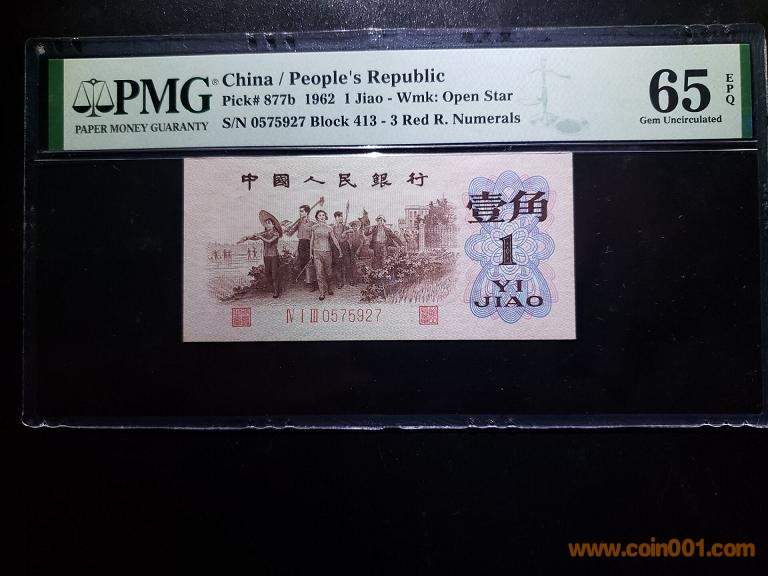 PMG®
PAPER MONEY GUARANTY
China / People's Republic
Pick# 877b 1962 1 Jiao - Wmk: Open Star
S/N 0575927 Block 413 - 3 Red R. Numerals
65
EPQ
Gem Uncirculated
中國人民銀行
壹角
1
YI
JIAO
Ⅳ Ⅰ Ⅲ 0575927
www.coin001.com